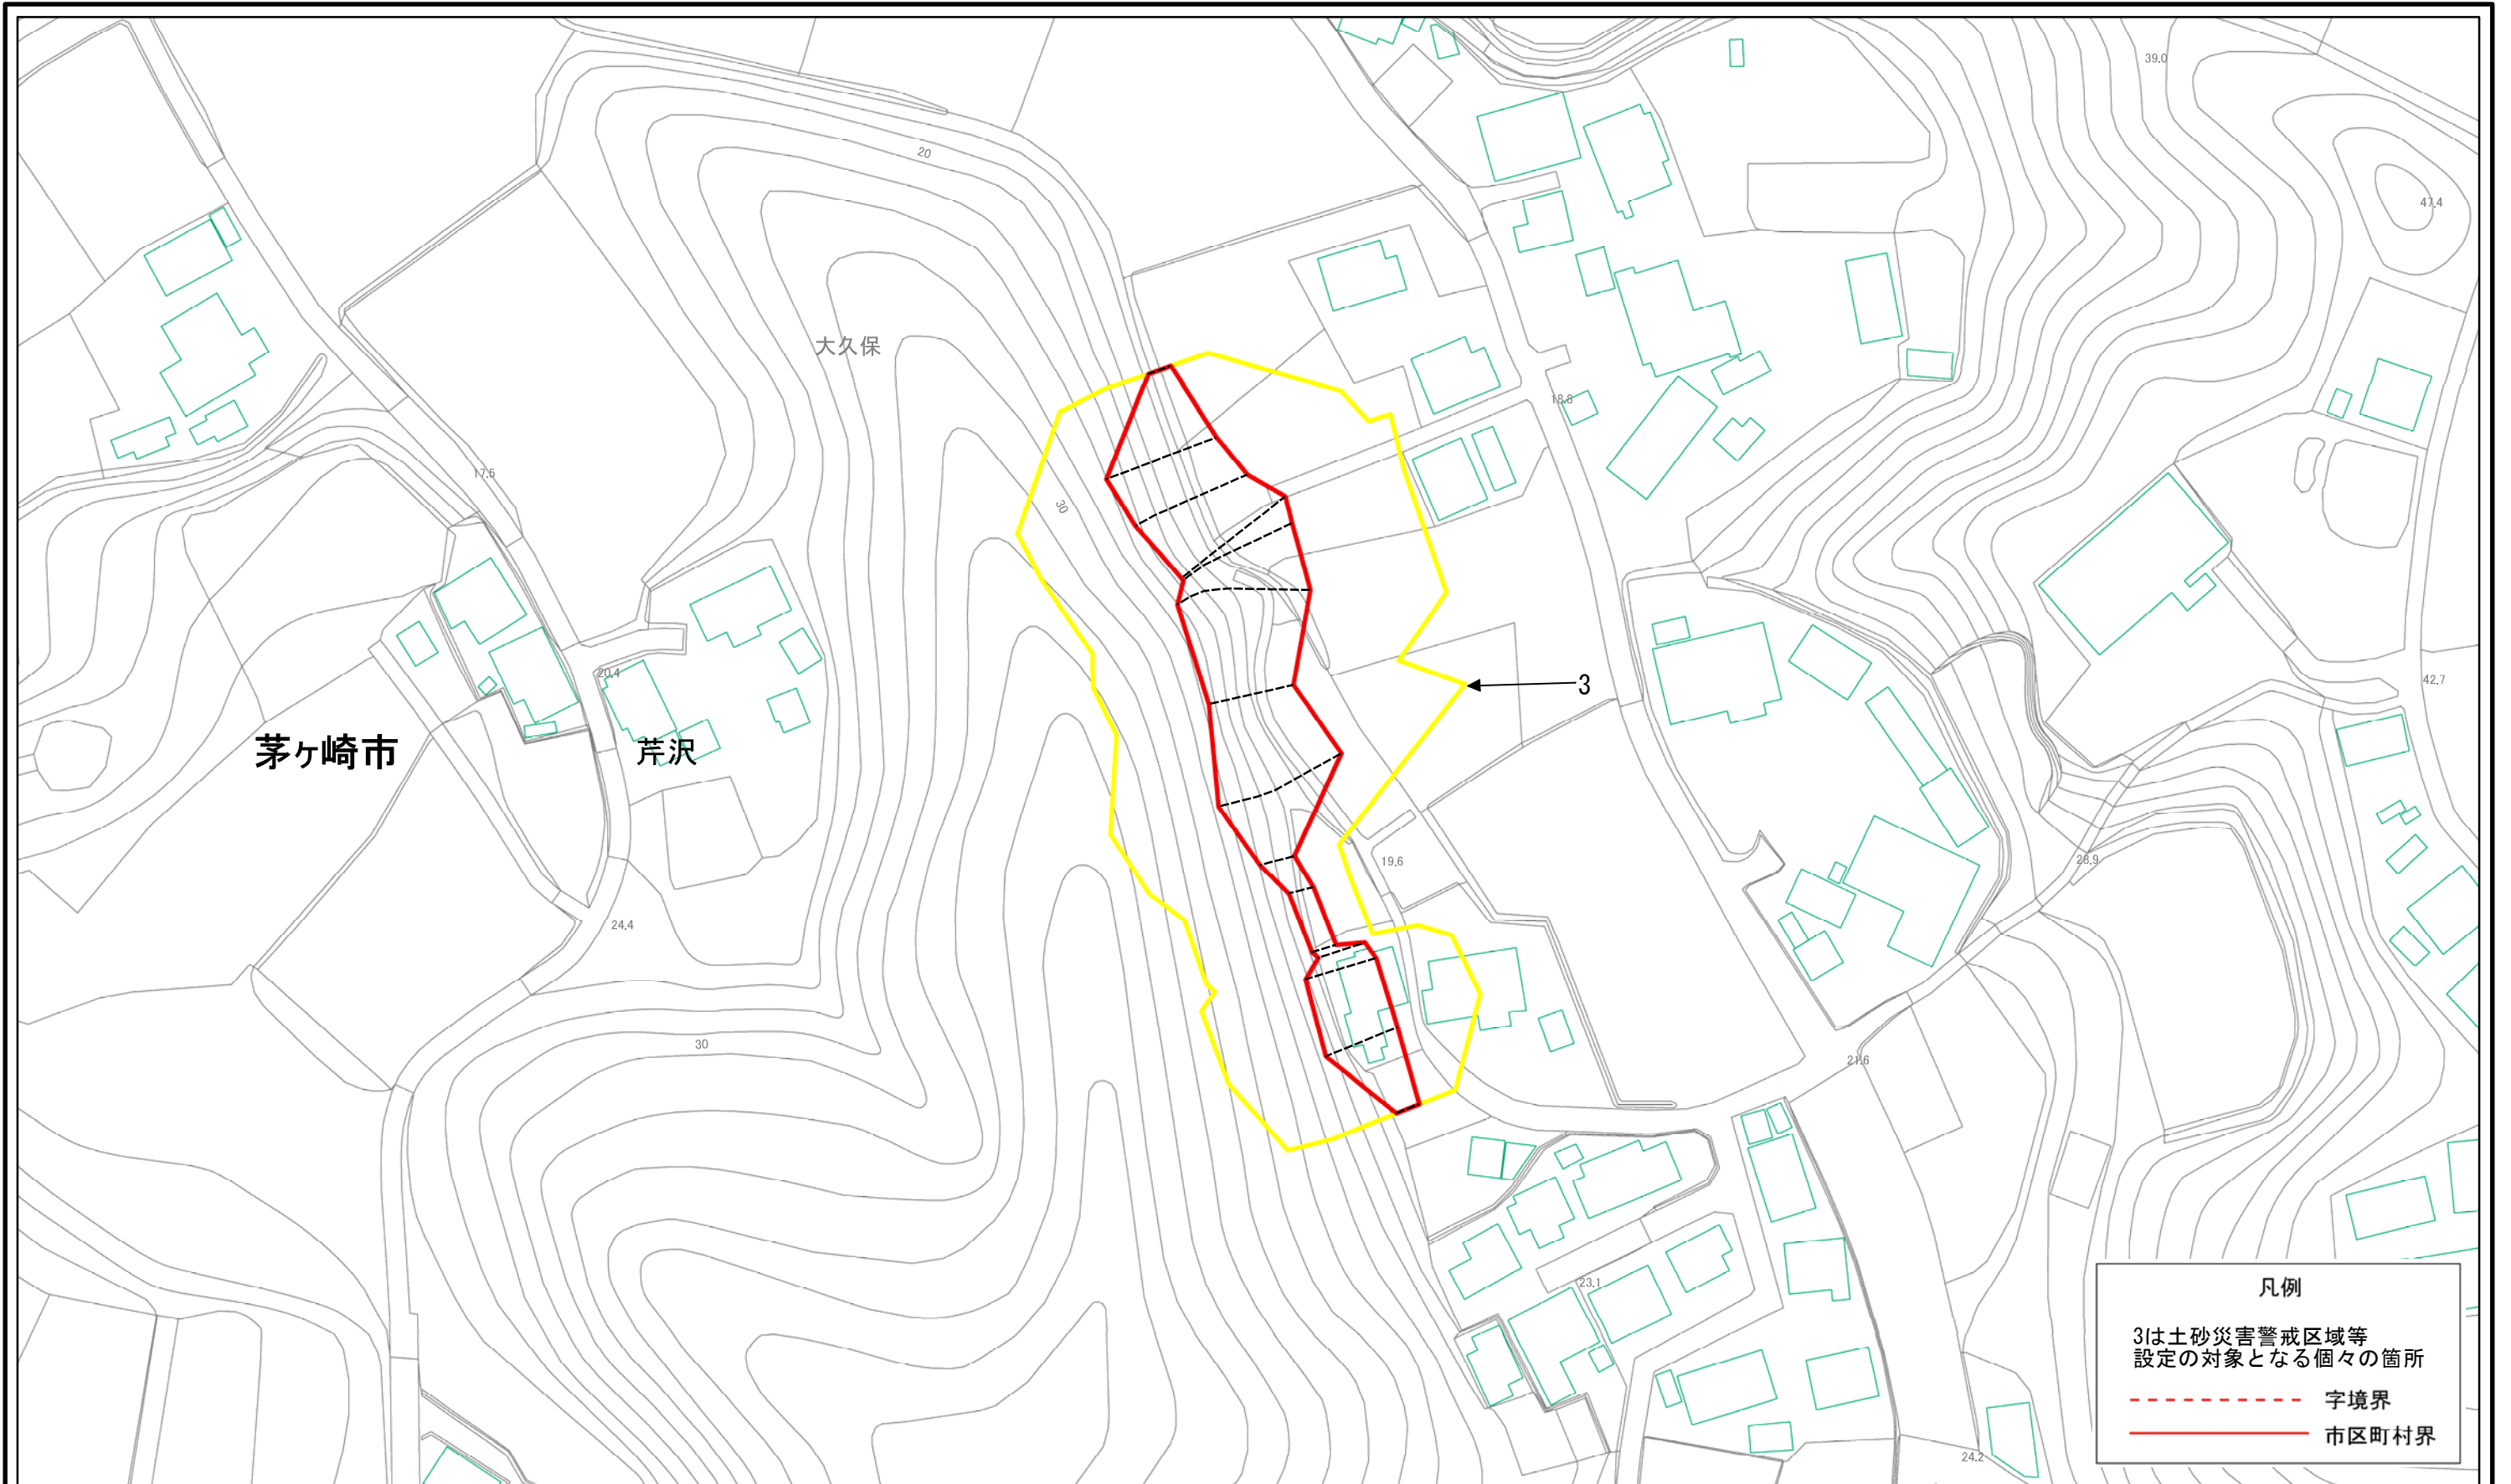 39.0
20
47.4
大久保
18.8
17.5
30
20.4
3
42.7
茅ヶ崎市
芹沢
19.6
28.9
24.4
30
21.6
23.1
凡例
3は土砂災害警戒区域等
設定の対象となる個々の箇所
字境界
市区町村界
24.2